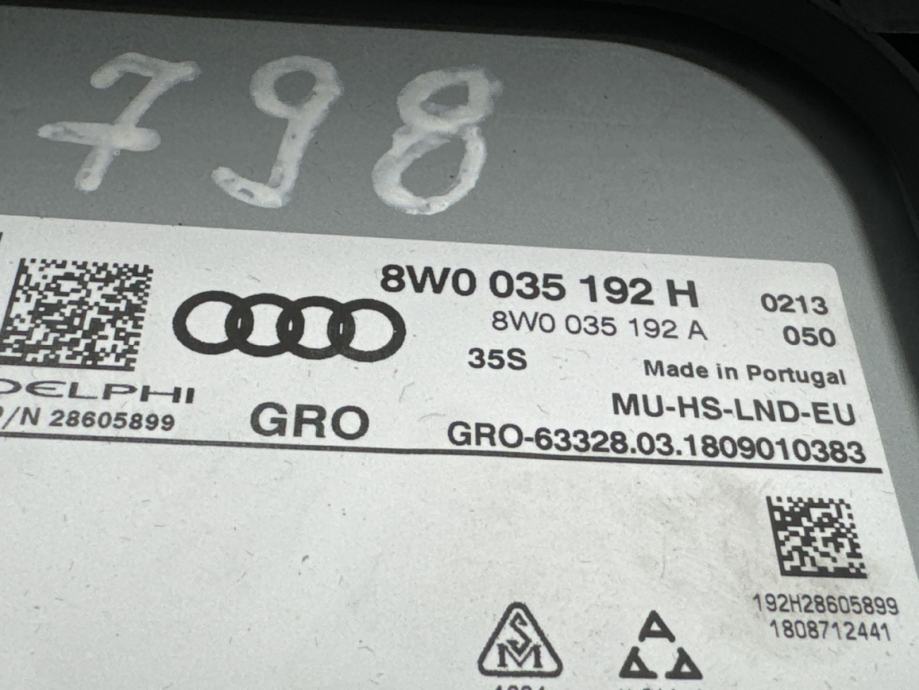 798
8W0 035 192 H 0213
8W0 035 192 A 050
35S Made in Portugal
DELPHI MU-HS-LND-EU
P/N 28605899 GRO GRO-63328.03.1809010383
192H28605899
1808712441
S
M
A